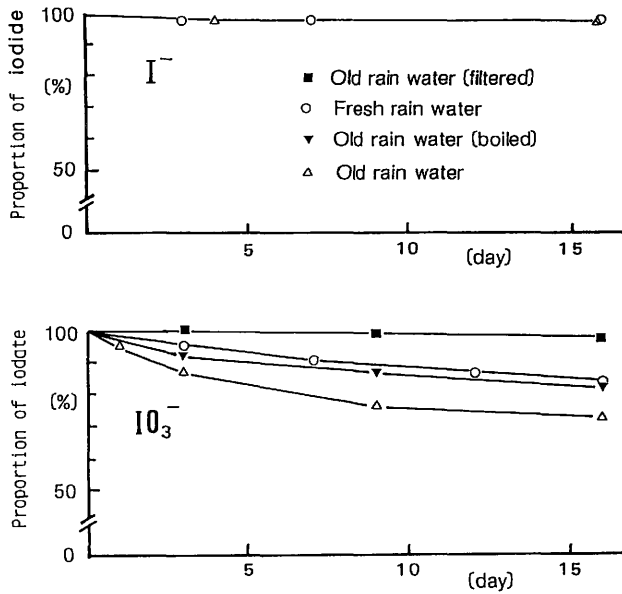 Proportion of iodide
(%)
100
50
0
I⁻
Old rain water (filtered)
Fresh rain water
Old rain water (boiled)
Old rain water
5
10
15
(day)
Proportion of iodate
(%)
100
50
0
IO₃⁻
5
10
15
(day)